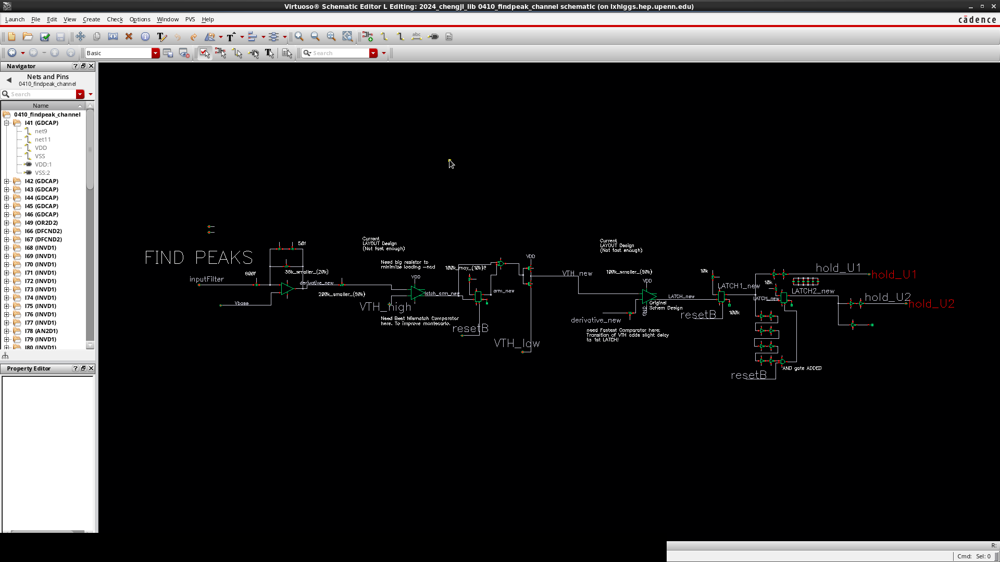 Virtuoso® Schematic Editor L Editing: 2024_chengjl_lib 0410_findpeak_channel schematic (on lxhiggs.hep.upenn.edu)
Launch File Edit View Create Check Options Window PVS Help
cādence
abc
Basic
Search
Navigator
Nets and Pins
0410_findpeak_channel
Search
Name
0410_findpeak_channel
I41 (GDCAP)
net9
net11
VDD
VSS
VDD:1
VSS:2
I42 (GDCAP)
I43 (GDCAP)
I44 (GDCAP)
I45 (GDCAP)
I46 (GDCAP)
I49 (OR2D2)
I66 (DFCND2)
I67 (DFCND2)
I68 (INVD1)
I69 (INVD1)
I70 (INVD1)
I71 (INVD1)
I72 (INVD1)
I73 (INVD1)
I74 (INVD1)
I75 (INVD1)
I76 (INVD1)
I77 (INVD1)
I78 (AN2D1)
I79 (INVD1)
I80 (INVD1)
Property Editor
FIND PEAKS
inputFilter
Vbase
600f
50f
35k_smaller_(20k)
derivative_new
200k_smaller_(50k)
Current
LAYOUT Design
(Not fast enough)
Need big resistor to
minimize loading -ncd
VDD
VTH_high
Need Best Mismatch Comparator
here. To improve montecarlo.
latch_arm_new
100k_may_(10k)?
arm_new
resetB
VDD
VTH_low
VTH_new
Current
LAYOUT Design
(Not fast enough)
100k_smaller_(50k)
VDD
GND
Original
Schem Design
derivative_new
need Fastest Comparator here:
Transition of VTH adds slight delay
to 1st LATCH!
LATCH_new
10k
resetB
100k
LATCH1_new
10k
LATCH_new
LATCH2_new
hold_U1
hold_U1
hold_U2
hold_U2
AND gate ADDED
resetB
R:
Cmd: Sel: 0